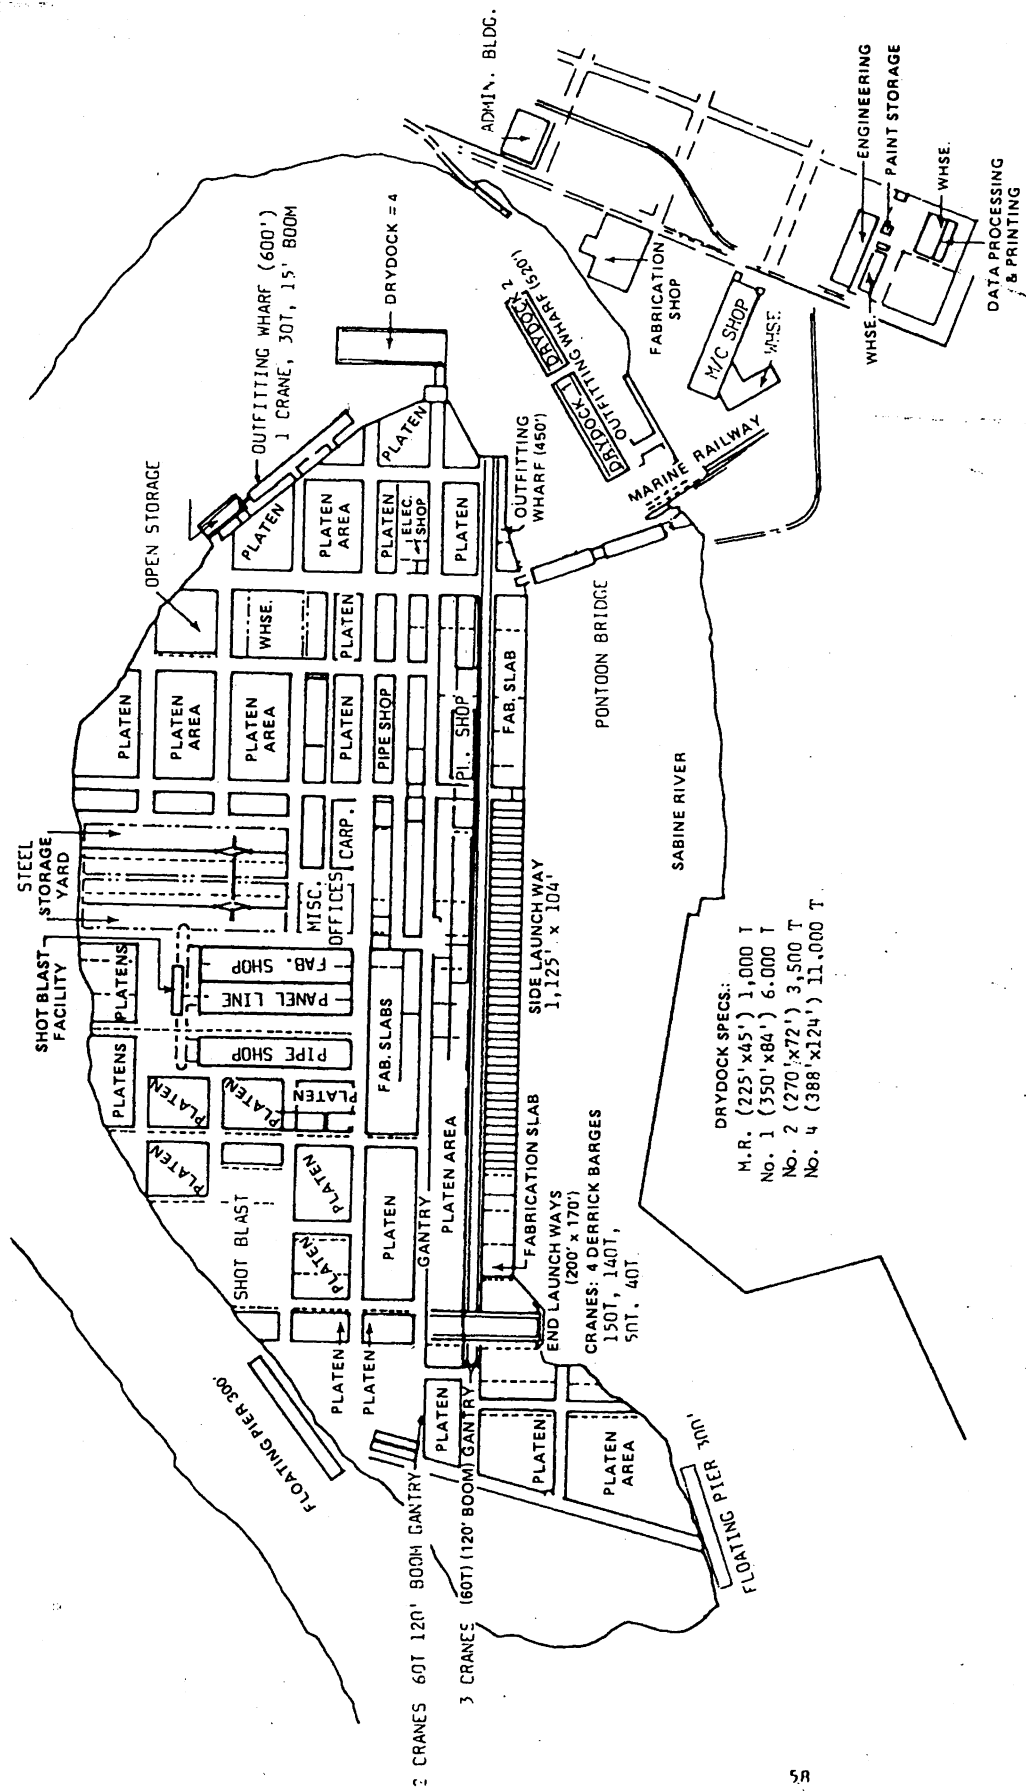 ADMIN. BLDG.
ENGINEERING
PAINT STORAGE
WHSE.
DATA PROCESSING
& PRINTING
WHSE.
M/C SHOP
WHSE.
FABRICATION
SHOP
OUTFITTING WHARF (600')
1 CRANE, 30T, 15' BOOM
DRYDOCK =4
DRYDOCK 2
DRYDOCK 1
OUTFITTING WHARF (520')
MARINE RAILWAY
OUTFITTING
WHARF (450')
PONTOON BRIDGE
SABINE RIVER
OPEN STORAGE
PLATEN
PLATEN
AREA
PLATEN
ELEC.
SHOP
PLATEN
PLATEN
WHSE.
PLATEN
FAB. SLAB
PLATEN
PLATEN
AREA
PLATEN
AREA
PLATEN
PIPE SHOP
SHOP
STEEL
STORAGE
YARD
SHOT BLAST
FACILITY
CARP.
MISC.
OFFICES
PLATENS
FAB. SHOP
PANEL LINE
PIPE SHOP
PLATENS
FAB. SLABS
SIDE LAUNCH WAY
1,125' x 104'
PLATEN
PLATEN
PLATEN
PLATEN
PLATEN
PLATEN
PLATEN
PLATEN AREA
GANTRY
SHOT BLAST
FABRICATION SLAB
END LAUNCH WAYS
(200' x 170')
CRANES: 4 DERRICK BARGES
150T, 140T,
50T, 40T.
PLATEN
PLATEN
FLOATING PIER 300'
PLATEN
PLATEN
PLATEN
AREA
FLOATING PIER 300'
CRANES 60T 120' BOOM GANTRY
3 CRANES (60T) (120' BOOM) GANTRY
DRYDOCK SPECS.:
M.R. (225'x45') 1,000 T
No. 1 (350'x84') 6.000 T
No. 2 (270'x72') 3,500 T
No. 4 (388'x124') 11.000 T
58